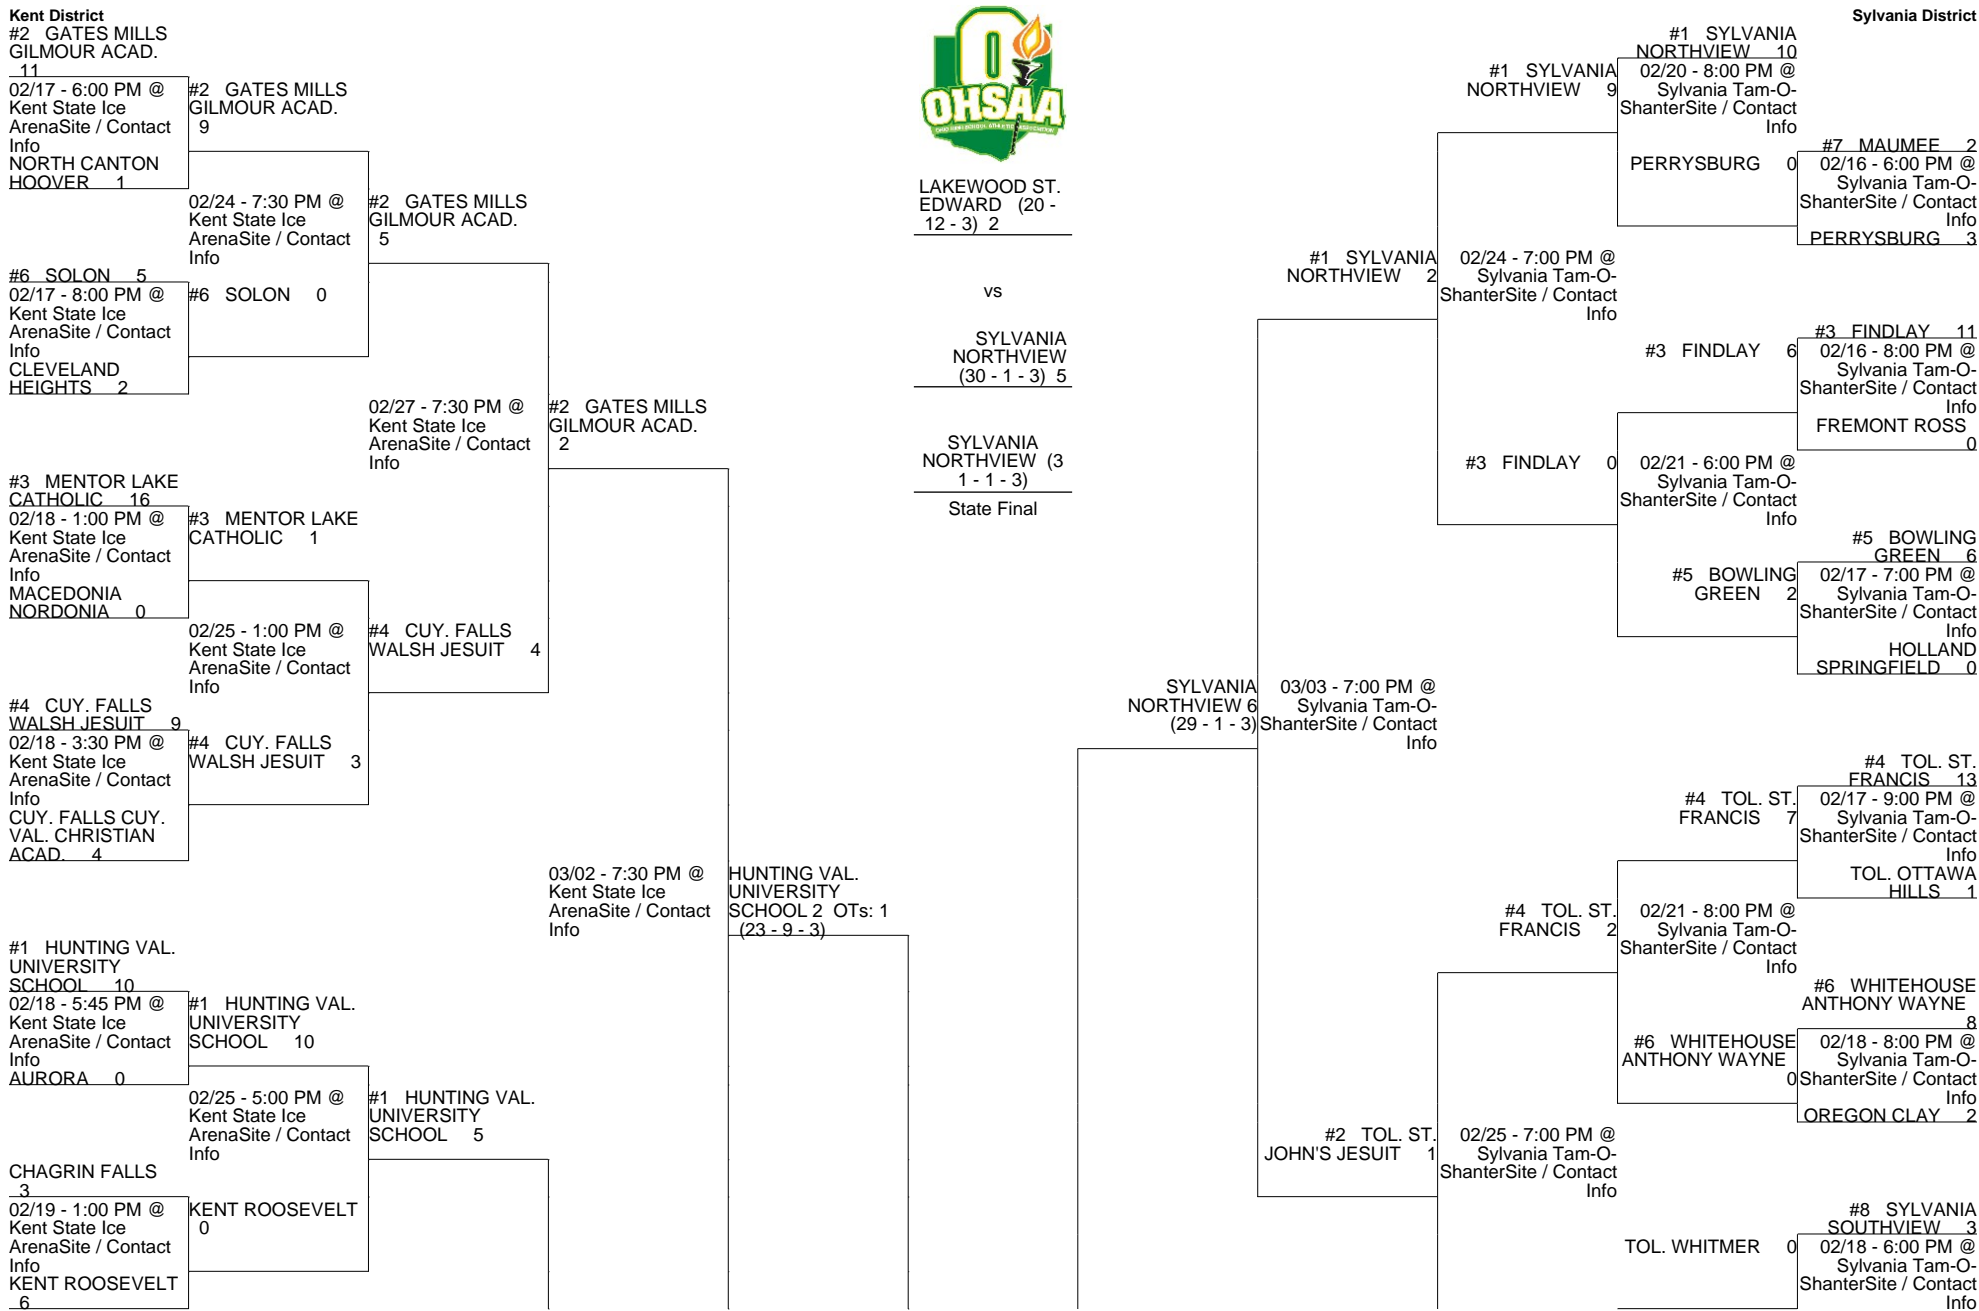 Kent District
#2 GATES MILLS
GILMOUR ACAD.
11
02/17 - 6:00 PM @
Kent State Ice
ArenaSite / Contact
Info
NORTH CANTON
HOOVER 1
#6 SOLON 5
02/17 - 8:00 PM @
Kent State Ice
ArenaSite / Contact
Info
CLEVELAND
HEIGHTS 2
#3 MENTOR LAKE
CATHOLIC 16
02/18 - 1:00 PM @
Kent State Ice
ArenaSite / Contact
Info
MACEDONIA
NORDONIA 0
#4 CUY. FALLS
WALSH JESUIT 9
02/18 - 3:30 PM @
Kent State Ice
ArenaSite / Contact
Info
CUY. FALLS CUY.
VAL. CHRISTIAN
ACAD. 4
#1 HUNTING VAL.
UNIVERSITY
SCHOOL 10
02/18 - 5:45 PM @
Kent State Ice
ArenaSite / Contact
Info
AURORA 0
CHAGRIN FALLS
3
02/19 - 1:00 PM @
Kent State Ice
ArenaSite / Contact
Info
KENT ROOSEVELT
6
#2 GATES MILLS
GILMOUR ACAD.
9
02/24 - 7:30 PM @
Kent State Ice
ArenaSite / Contact
Info
#6 SOLON 0
#3 MENTOR LAKE
CATHOLIC 1
02/25 - 1:00 PM @
Kent State Ice
ArenaSite / Contact
Info
#4 CUY. FALLS
WALSH JESUIT 3
#1 HUNTING VAL.
UNIVERSITY
SCHOOL 10
02/25 - 5:00 PM @
Kent State Ice
ArenaSite / Contact
Info
KENT ROOSEVELT
0
#2 GATES MILLS
GILMOUR ACAD.
5
02/27 - 7:30 PM @
Kent State Ice
ArenaSite / Contact
Info
#4 CUY. FALLS
WALSH JESUIT 4
#1 HUNTING VAL.
UNIVERSITY
SCHOOL 5
#2 GATES MILLS
GILMOUR ACAD.
2
03/02 - 7:30 PM @
Kent State Ice
ArenaSite / Contact
Info
HUNTING VAL.
UNIVERSITY
SCHOOL 2 OTs: 1
(23 - 9 - 3)
O
OHSAA
LAKEWOOD ST.
EDWARD (20 -
12 - 3) 2
vs
SYLVANIA
NORTHVIEW
(30 - 1 - 3) 5
SYLVANIA
NORTHVIEW (3
1 - 1 - 3)
State Final
SYLVANIA
NORTHVIEW 6
(29 - 1 - 3)
#1 SYLVANIA
NORTHVIEW 2
03/03 - 7:00 PM @
Sylvania Tam-O-
ShanterSite / Contact
Info
#2 TOL. ST.
JOHN'S JESUIT 1
#1 SYLVANIA
NORTHVIEW 9
02/24 - 7:00 PM @
Sylvania Tam-O-
ShanterSite / Contact
Info
#3 FINDLAY 0
#4 TOL. ST.
FRANCIS 2
02/25 - 7:00 PM @
Sylvania Tam-O-
ShanterSite / Contact
Info
#1 SYLVANIA
NORTHVIEW 10
02/20 - 8:00 PM @
Sylvania Tam-O-
ShanterSite / Contact
Info
PERRYSBURG 0
#3 FINDLAY 6
02/21 - 6:00 PM @
Sylvania Tam-O-
ShanterSite / Contact
Info
#5 BOWLING
GREEN 2
#4 TOL. ST.
FRANCIS 7
02/21 - 8:00 PM @
Sylvania Tam-O-
ShanterSite / Contact
Info
#6 WHITEHOUSE
ANTHONY WAYNE
0
TOL. WHITMER 0
Sylvania District
#7 MAUMEE 2
02/16 - 6:00 PM @
Sylvania Tam-O-
ShanterSite / Contact
Info
PERRYSBURG 3
#3 FINDLAY 11
02/16 - 8:00 PM @
Sylvania Tam-O-
ShanterSite / Contact
Info
FREMONT ROSS
0
#5 BOWLING
GREEN 6
02/17 - 7:00 PM @
Sylvania Tam-O-
ShanterSite / Contact
Info
HOLLAND
SPRINGFIELD 0
#4 TOL. ST.
FRANCIS 13
02/17 - 9:00 PM @
Sylvania Tam-O-
ShanterSite / Contact
Info
TOL. OTTAWA
HILLS 1
#6 WHITEHOUSE
ANTHONY WAYNE
8
02/18 - 8:00 PM @
Sylvania Tam-O-
ShanterSite / Contact
Info
OREGON CLAY 2
#8 SYLVANIA
SOUTHVIEW 3
02/18 - 6:00 PM @
Sylvania Tam-O-
ShanterSite / Contact
Info